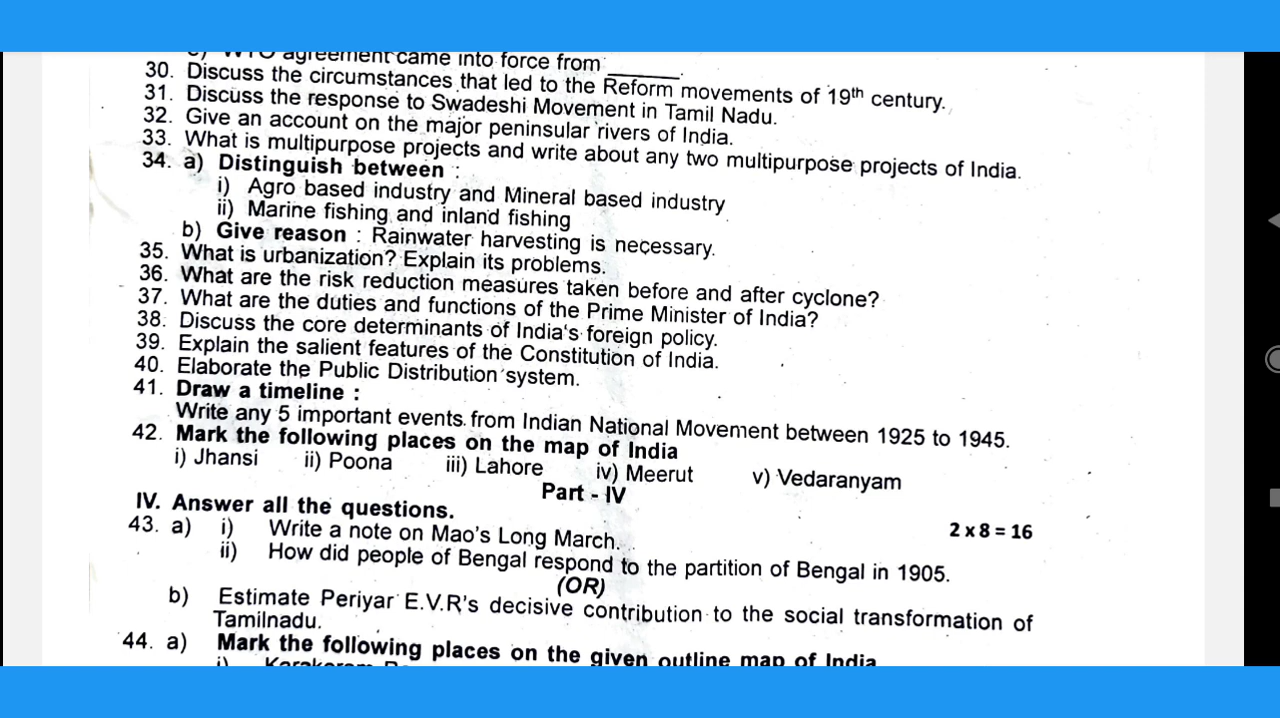 agreement came into force from ______.
30. Discuss the circumstances that led to the Reform movements of 19th century.
31. Discuss the response to Swadeshi Movement in Tamil Nadu.
32. Give an account on the major peninsular rivers of India.
33. What is multipurpose projects and write about any two multipurpose projects of India.
34. a) Distinguish between :
i) Agro based industry and Mineral based industry
ii) Marine fishing and inland fishing
b) Give reason : Rainwater harvesting is necessary.
35. What is urbanization? Explain its problems.
36. What are the risk reduction measures taken before and after cyclone?
37. What are the duties and functions of the Prime Minister of India?
38. Discuss the core determinants of India's foreign policy.
39. Explain the salient features of the Constitution of India.
40. Elaborate the Public Distribution system.
41. Draw a timeline :
Write any 5 important events from Indian National Movement between 1925 to 1945.
42. Mark the following places on the map of India
i) Jhansi ii) Poona iii) Lahore iv) Meerut v) Vedaranyam
Part - IV
IV. Answer all the questions. 2 x 8 = 16
43. a) i) Write a note on Mao's Long March.
ii) How did people of Bengal respond to the partition of Bengal in 1905.
(OR)
b) Estimate Periyar E.V.R's decisive contribution to the social transformation of
Tamilnadu.
44. a) Mark the following places on the given outline map of India